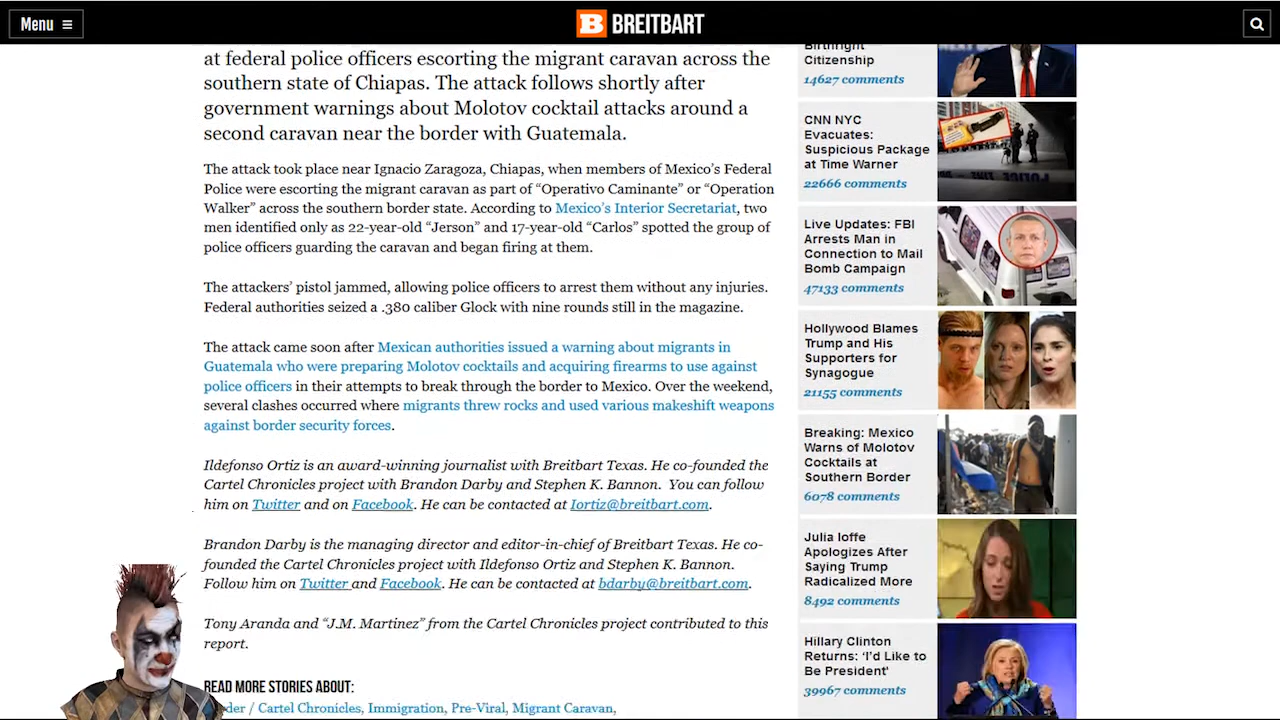 Menu
BREITBART
at federal police officers escorting the migrant caravan across the
southern state of Chiapas. The attack follows shortly after
government warnings about Molotov cocktail attacks around a
second caravan near the border with Guatemala.
The attack took place near Ignacio Zaragoza, Chiapas, when members of Mexico’s Federal
Police were escorting the migrant caravan as part of “Operativo Caminante” or “Operation
Walker” across the southern border state. According to Mexico’s Interior Secretariat, two
men identified only as 22-year-old “Jerson” and 17-year-old “Carlos” spotted the group of
police officers guarding the caravan and began firing at them.
The attackers’ pistol jammed, allowing police officers to arrest them without any injuries.
Federal authorities seized a .380 caliber Glock with nine rounds still in the magazine.
The attack came soon after Mexican authorities issued a warning about migrants in
Guatemala who were preparing Molotov cocktails and acquiring firearms to use against
police officers in their attempts to break through the border to Mexico. Over the weekend,
several clashes occurred where migrants threw rocks and used various makeshift weapons
against border security forces.
Ildefonso Ortiz is an award-winning journalist with Breitbart Texas. He co-founded the
Cartel Chronicles project with Brandon Darby and Stephen K. Bannon.  You can follow
him on Twitter and on Facebook. He can be contacted at Iortiz@breitbart.com.
Brandon Darby is the managing director and editor-in-chief of Breitbart Texas. He co-
founded the Cartel Chronicles project with Ildefonso Ortiz and Stephen K. Bannon.
Follow him on Twitter and Facebook. He can be contacted at bdarby@breitbart.com.
Tony Aranda and “J.M. Martinez” from the Cartel Chronicles project contributed to this
report.
READ MORE STORIES ABOUT:
der / Cartel Chronicles, Immigration, Pre-Viral, Migrant Caravan,
Birthright
Citizenship
14627 comments
CNN NYC
Evacuates:
Suspicious Package
at Time Warner
22666 comments
Live Updates: FBI
Arrests Man in
Connection to Mail
Bomb Campaign
47133 comments
Hollywood Blames
Trump and His
Supporters for
Synagogue
21155 comments
Breaking: Mexico
Warns of Molotov
Cocktails at
Southern Border
6078 comments
Julia Ioffe
Apologizes After
Saying Trump
Radicalized More
8492 comments
Hillary Clinton
Returns: ‘I’d Like to
Be President’
39967 comments